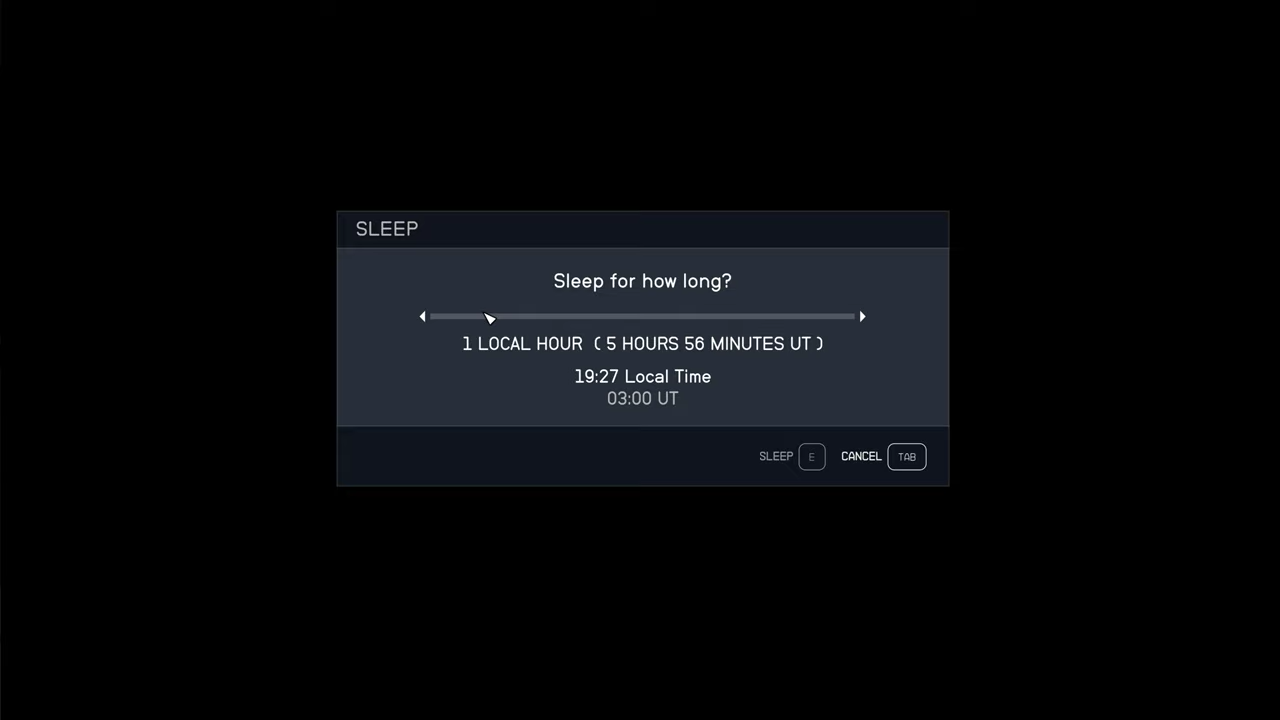 SLEEP
Sleep for how long?
1 LOCAL HOUR ( 5 HOURS 56 MINUTES UT )
19:27 Local Time
03:00 UT
SLEEP E CANCEL TAB